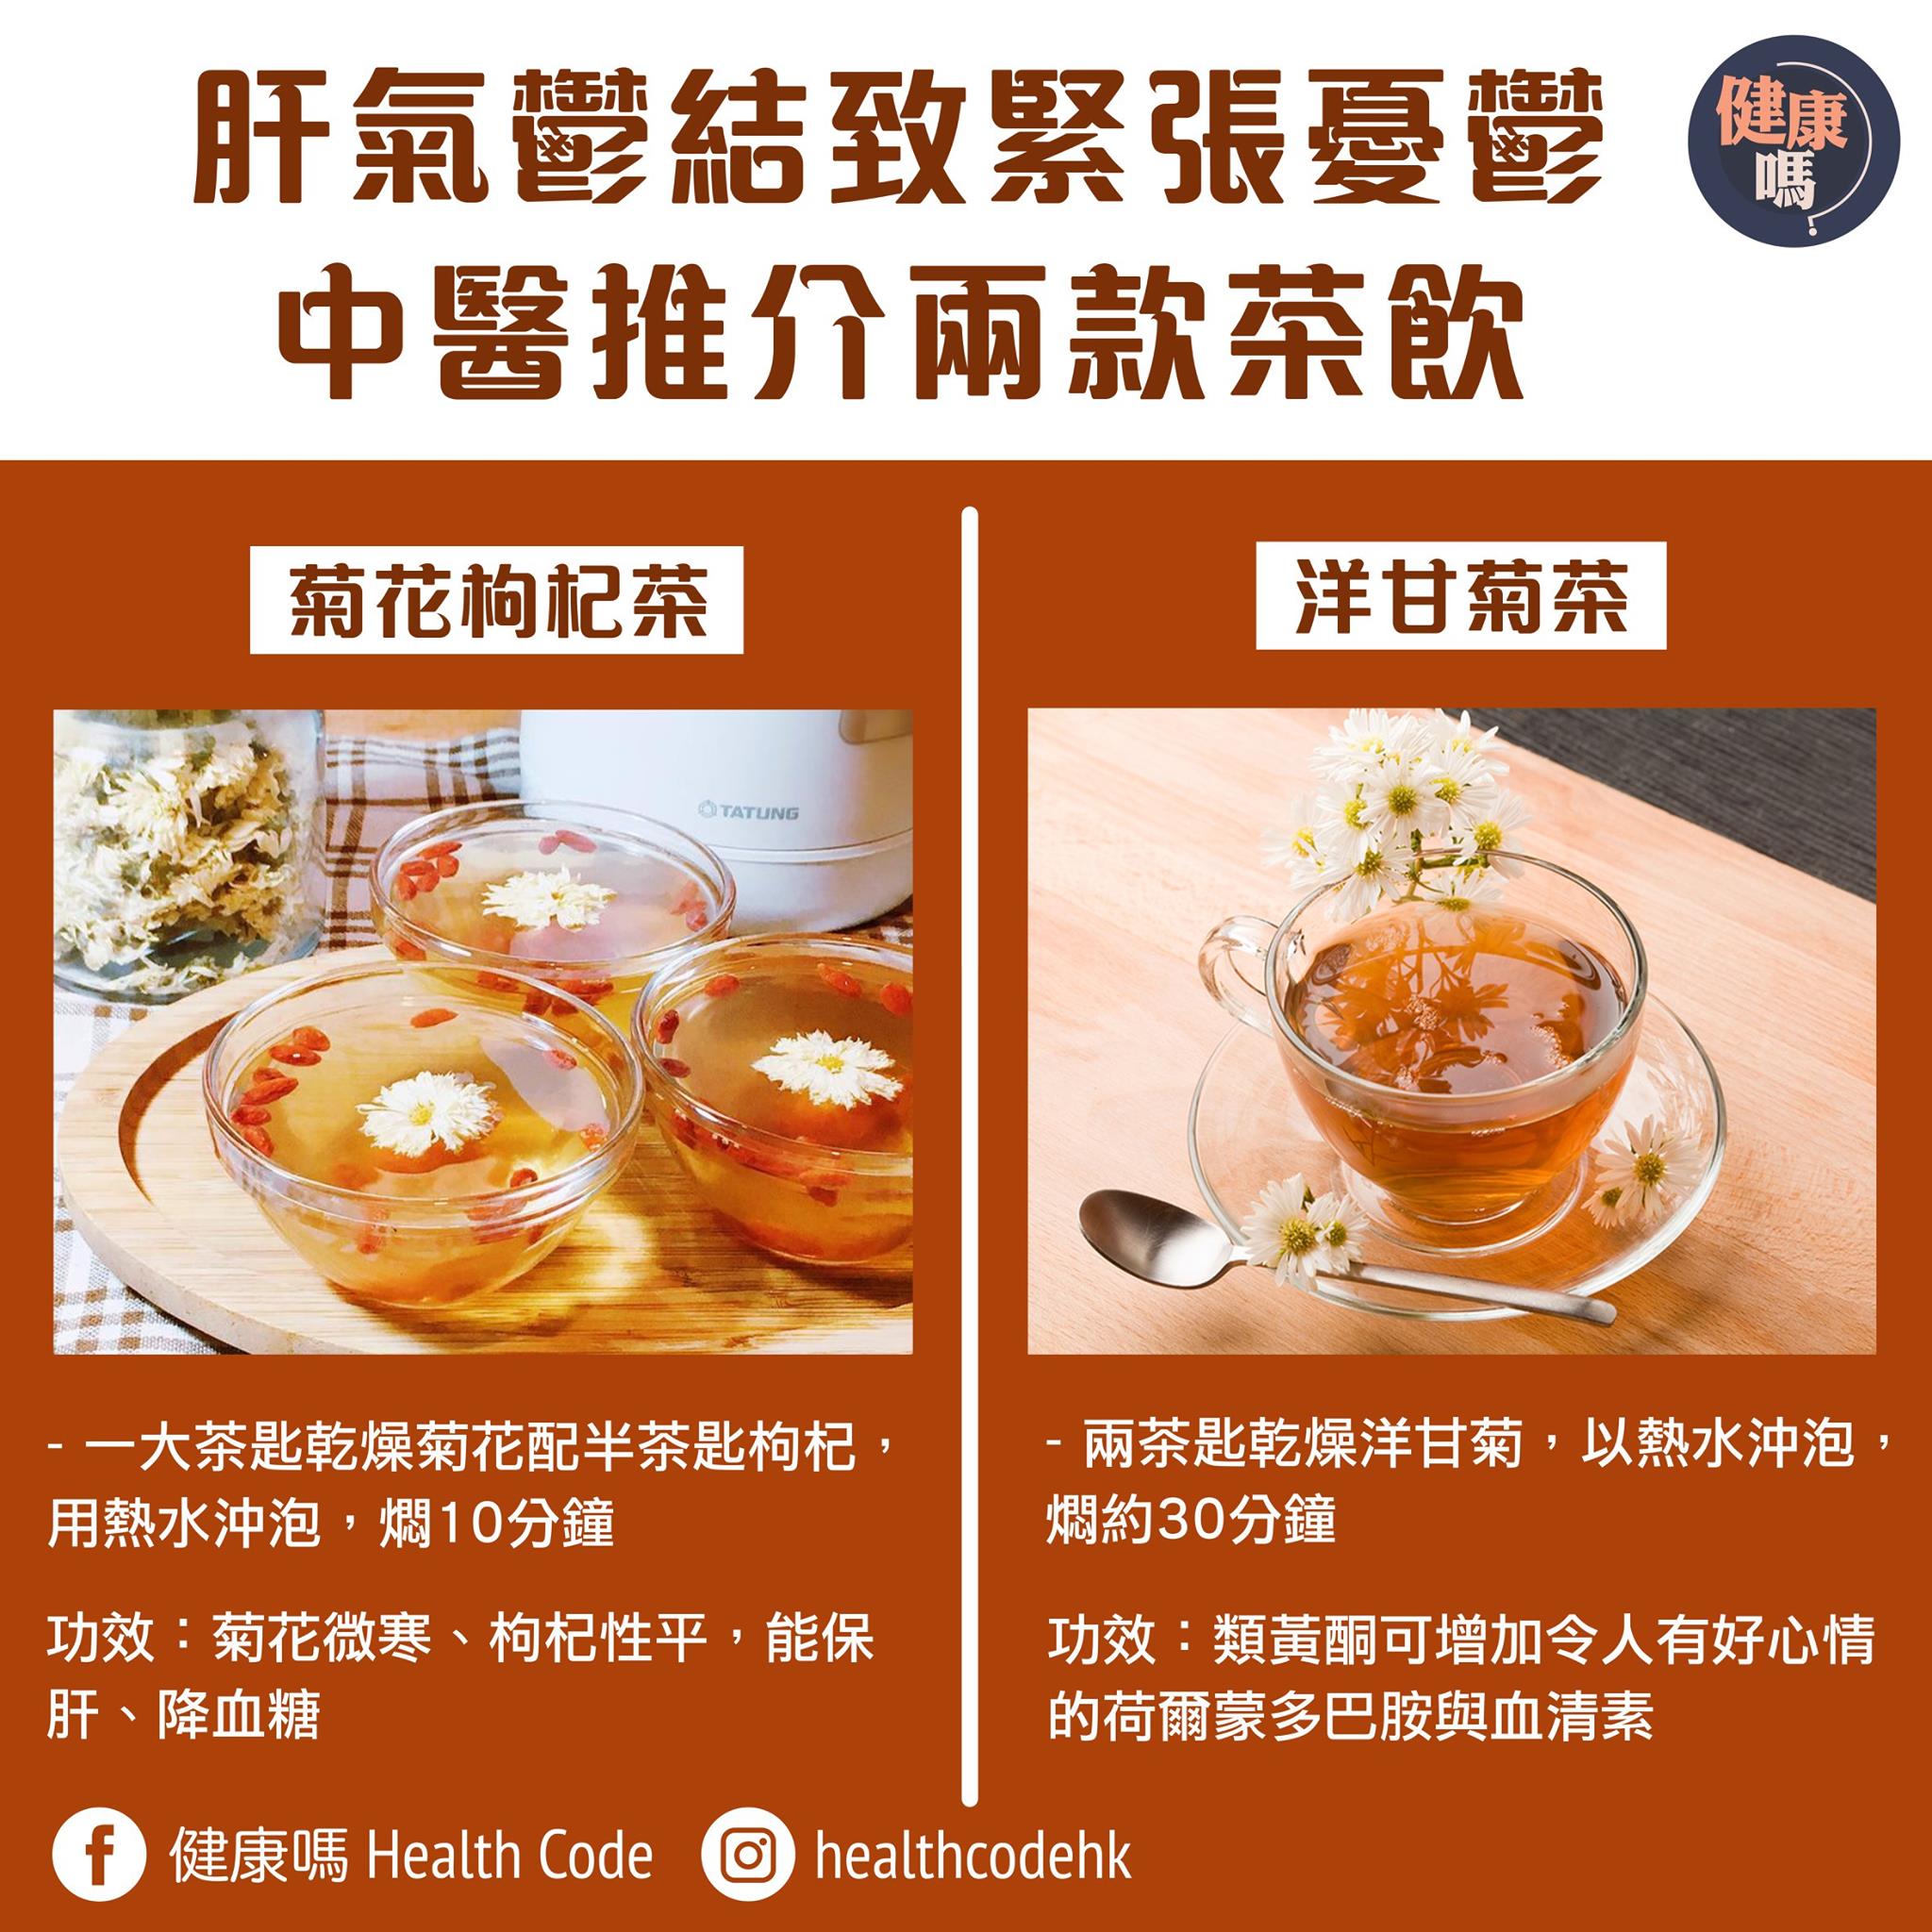 肝氣鬱結致緊張憂鬱
健康
嗎?
中醫推介兩款茶飲
菊花枸杞茶
TATUNG
- 一大茶匙乾燥菊花配半茶匙枸杞，
用熱水沖泡，燜10分鐘
功效：菊花微寒、枸杞性平，能保
肝、降血糖
洋甘菊茶
- 兩茶匙乾燥洋甘菊，以熱水沖泡，
燜約30分鐘
功效：類黃酮可增加令人有好心情
的荷爾蒙多巴胺與血清素
健康嗎 Health Code
healthcodehk